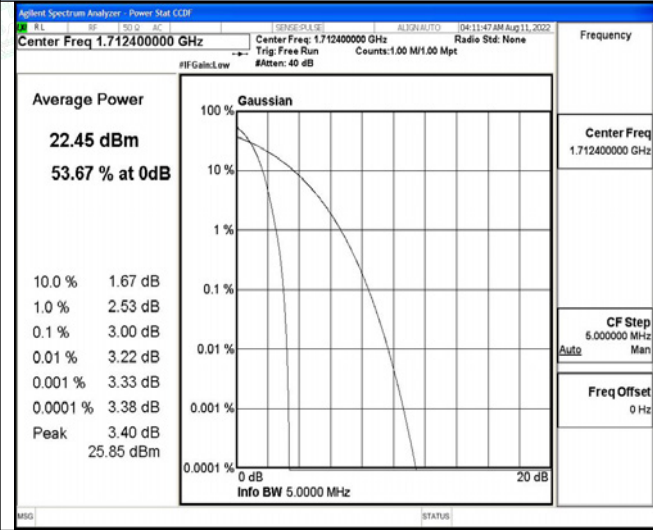 Agilent Spectrum Analyzer - Power Stat CCDF
RL RF 50 Ω AC SENSE:PULSE ALIGN AUTO 04:11:47 AM Aug 11, 2022
Center Freq 1.712400000 GHz
Center Freq: 1.712400000 GHz Radio Std: None
Trig: Free Run Counts:1.00 M/1.00 Mpt
#IFGain:Low #Atten: 40 dB
Frequency
Average Power
22.45 dBm
53.67 % at 0dB
10.0 % 1.67 dB
1.0 % 2.53 dB
0.1 % 3.00 dB
0.01 % 3.22 dB
0.001 % 3.33 dB
0.0001 % 3.38 dB
Peak 3.40 dB
25.85 dBm
Gaussian
100 %
10 %
1 %
0.1 %
0.01 %
0.001 %
0.0001 %
0 dB 20 dB
Info BW 5.0000 MHz
Center Freq
1.712400000 GHz
CF Step
5.000000 MHz
Auto Man
Freq Offset
0 Hz
MSG STATUS